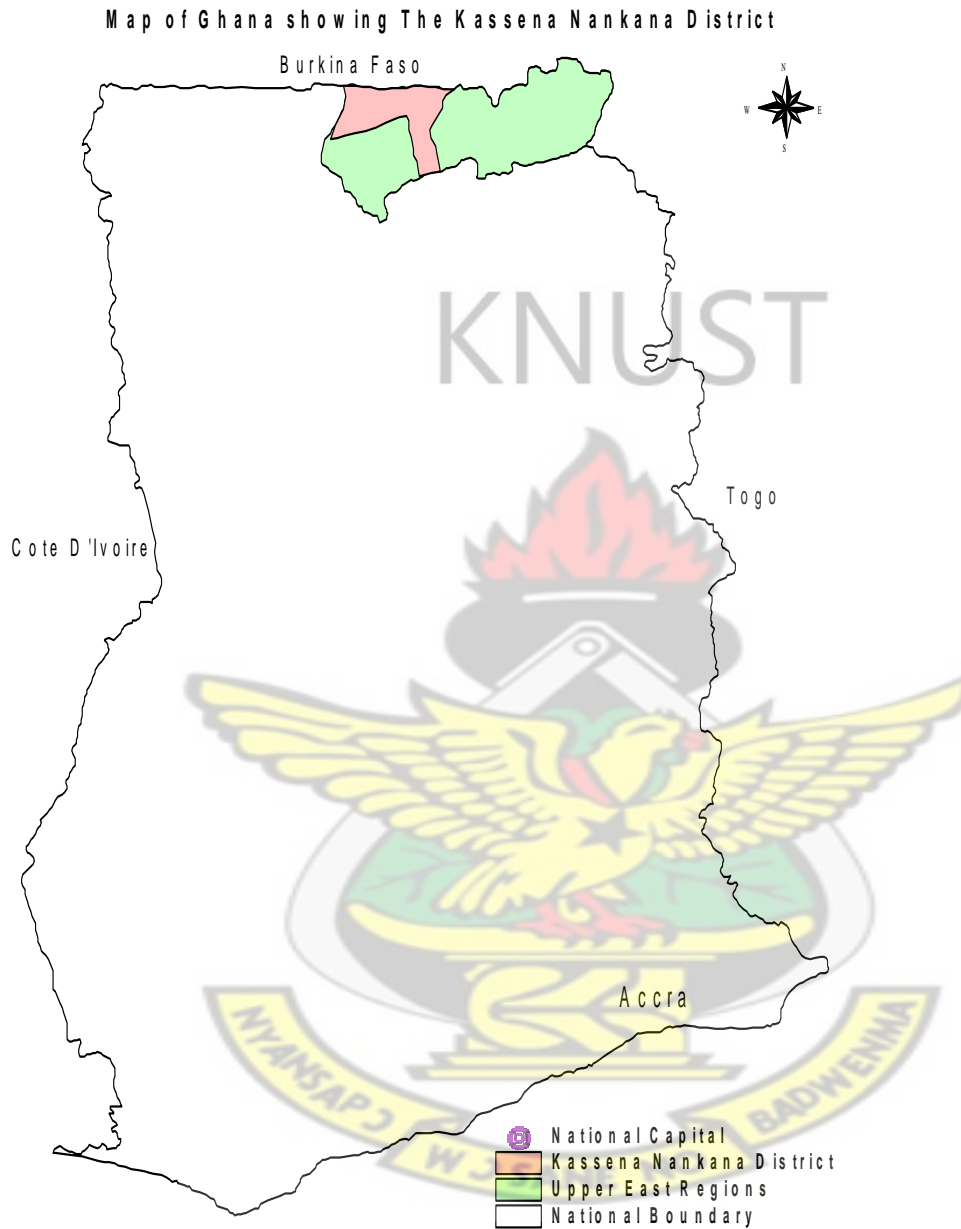 Map of Ghana showing The Kassena Nankana District
Burkina Faso
N
W E
S
KNUST
Togo
Cote D'Ivoire
Accra
NYANSAPƆ
BADWENMA
National Capital
Kassena Nankana District
Upper East Regions
National Boundary